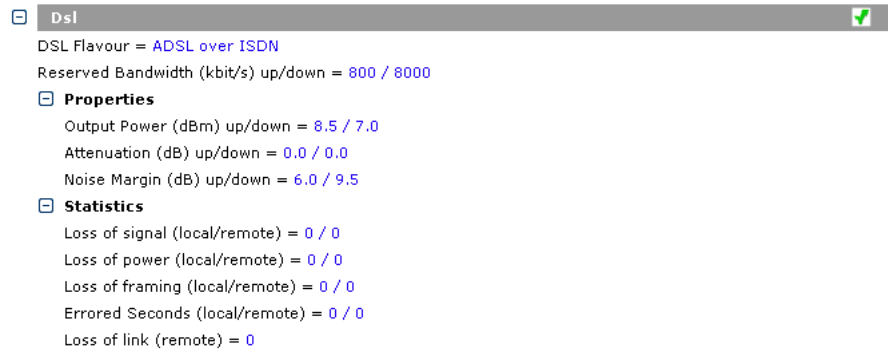 Dsl
DSL Flavour = ADSL over ISDN
Reserved Bandwidth (kbit/s) up/down = 800 / 8000
Properties
Output Power (dBm) up/down = 8.5 / 7.0
Attenuation (dB) up/down = 0.0 / 0.0
Noise Margin (dB) up/down = 6.0 / 9.5
Statistics
Loss of signal (local/remote) = 0 / 0
Loss of power (local/remote) = 0 / 0
Loss of framing (local/remote) = 0 / 0
Errored Seconds (local/remote) = 0 / 0
Loss of link (remote) = 0